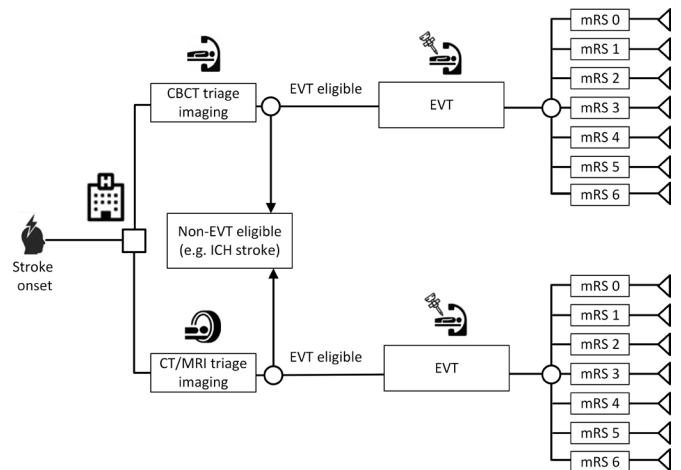 mRS 0
mRS 1
mRS 2
mRS 3
mRS 4
mRS 5
mRS 6
CBCT triage
imaging
EVT eligible
EVT
H
Non-EVT eligible
(e.g. ICH stroke)
Stroke
onset
CT/MRI triage
imaging
EVT eligible
EVT
mRS 0
mRS 1
mRS 2
mRS 3
mRS 4
mRS 5
mRS 6